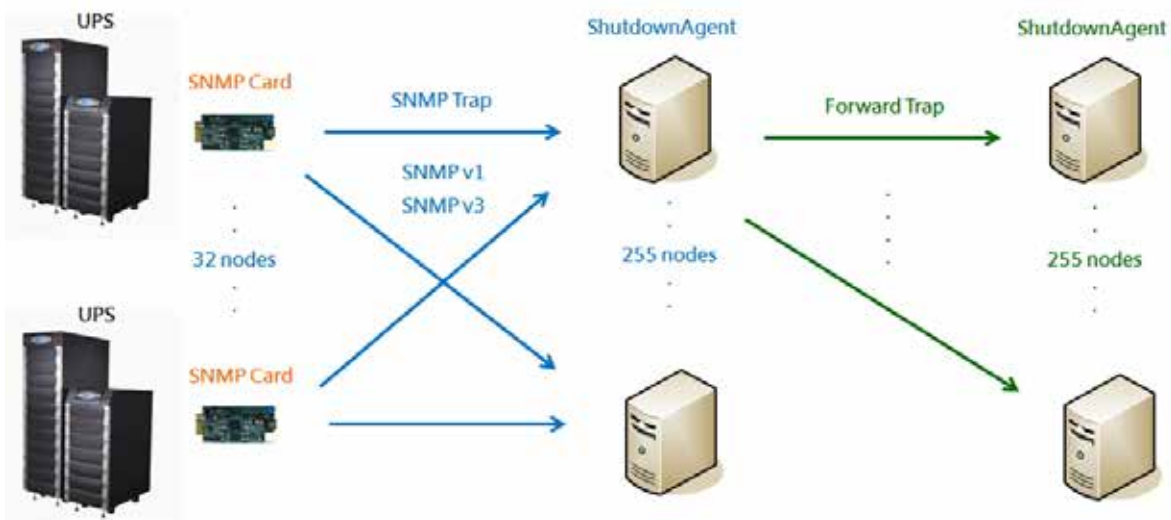 UPS
ShutdownAgent
ShutdownAgent
SNMP Card
SNMP Trap
Forward Trap
SNMP v1
SNMP v3
32 nodes
255 nodes
255 nodes
UPS
SNMP Card